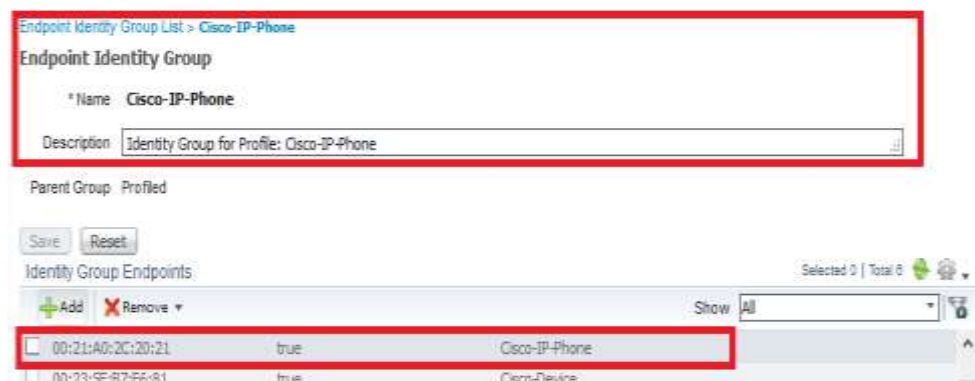 Endpoint Identity Group List > Cisco-IP-Phone
Endpoint Identity Group
* Name Cisco-IP-Phone
Description Identity Group for Profile: Cisco-IP-Phone
Parent Group Profiled
Save Reset
Identity Group Endpoints Selected 0 | Total 6
Add Remove Show All
00:21:A0:2C:20:21 true Cisco-IP-Phone
true Cisco-Device